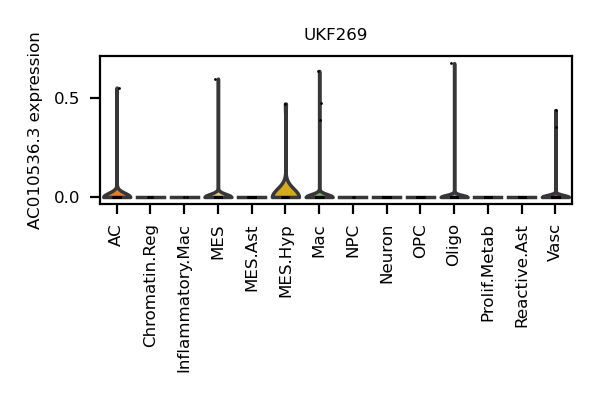 UKF269
AC010536.3 expression
0.5
0.0
AC
Chromatin.Reg
Inflammatory.Mac
MES
MES.Ast
MES.Hyp
Mac
NPC
Neuron
OPC
Oligo
Prolif.Metab
Reactive.Ast
Vasc